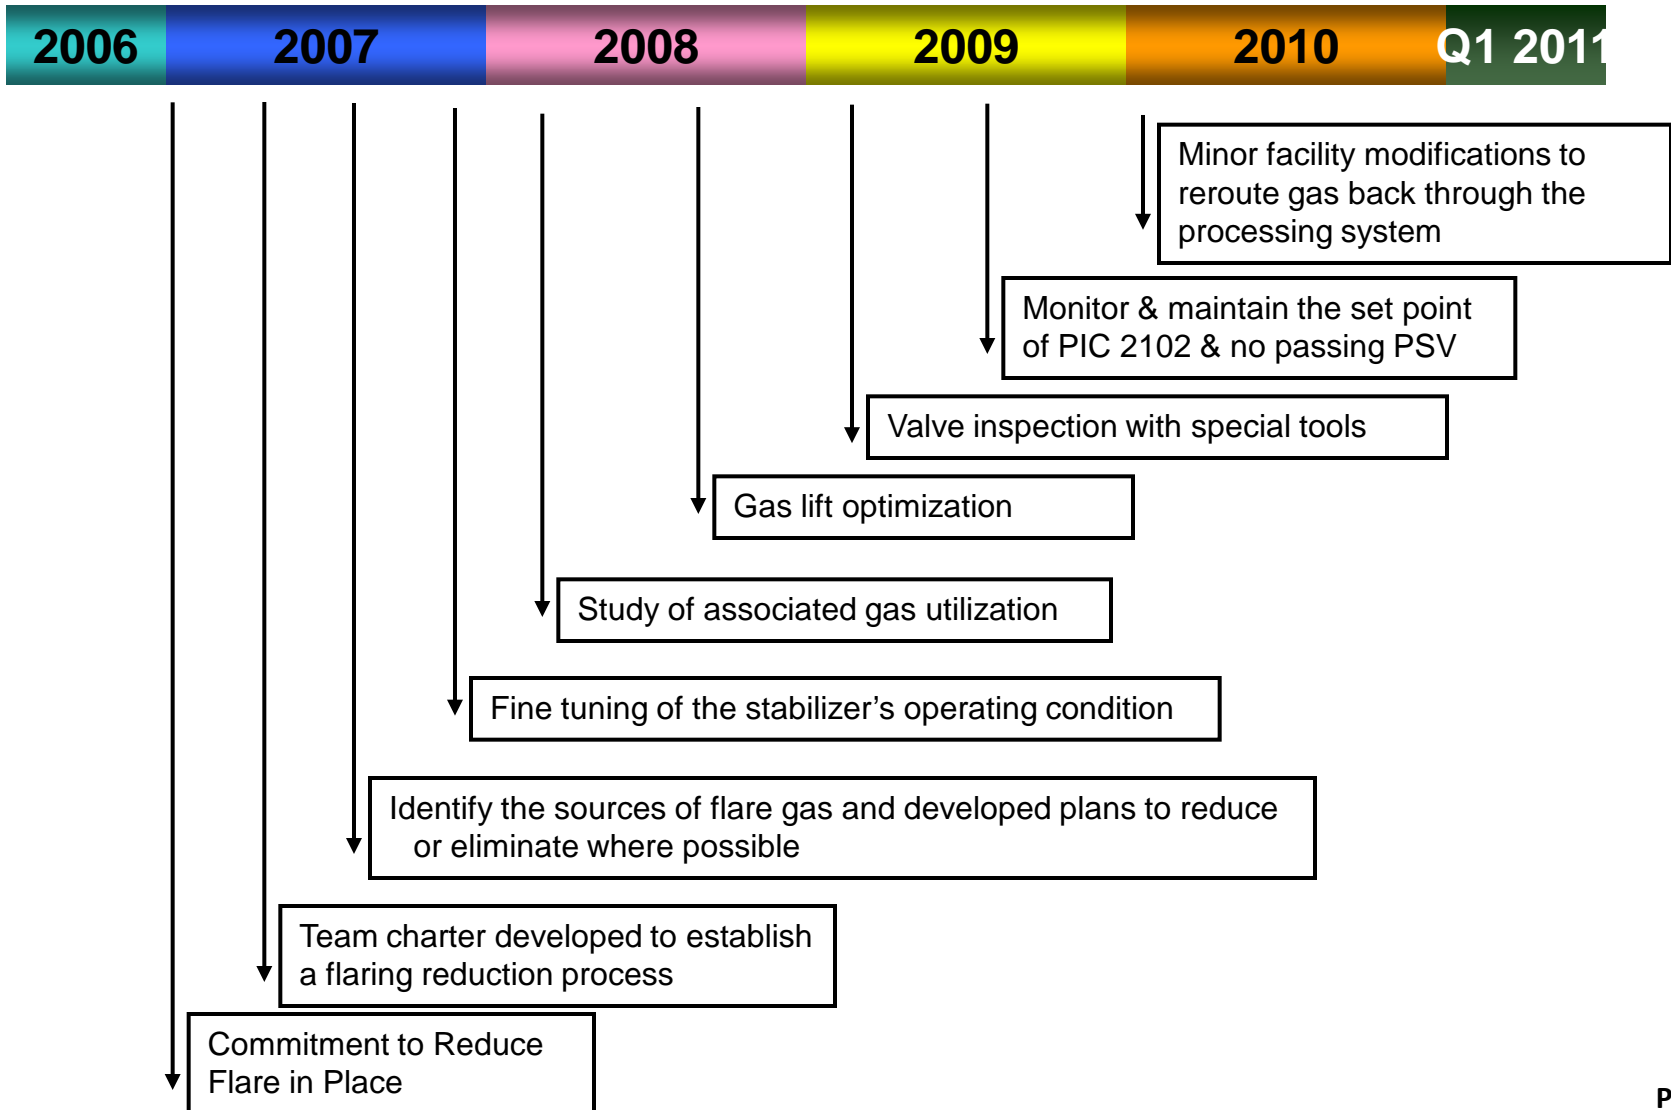 2006 2007 2008 2009 2010 Q1 2011
Minor facility modifications to
reroute gas back through the
processing system
Monitor & maintain the set point
of PIC 2102 & no passing PSV
Valve inspection with special tools
Gas lift optimization
Study of associated gas utilization
Fine tuning of the stabilizer’s operating condition
Identify the sources of flare gas and developed plans to reduce
or eliminate where possible
Team charter developed to establish
a flaring reduction process
Commitment to Reduce
Flare in Place
P